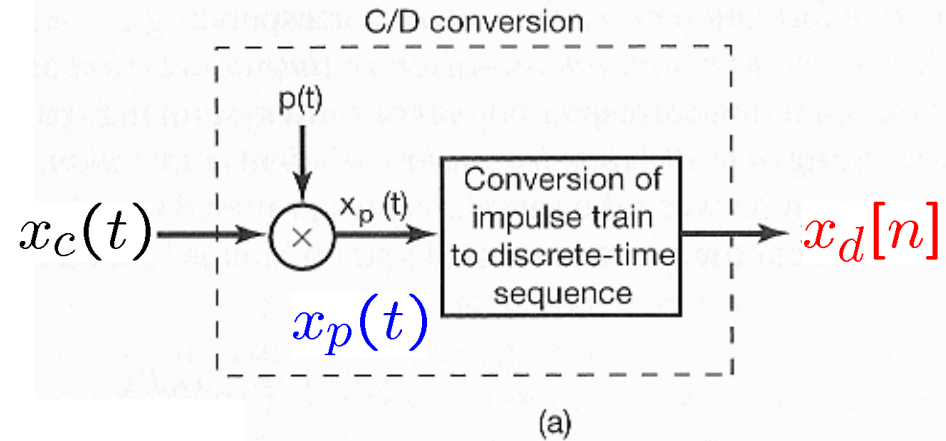 C/D conversion
p(t)
x_c(t)
×
x_p (t)
Conversion of
impulse train
to discrete-time
sequence
x_d[n]
x_p(t)
(a)